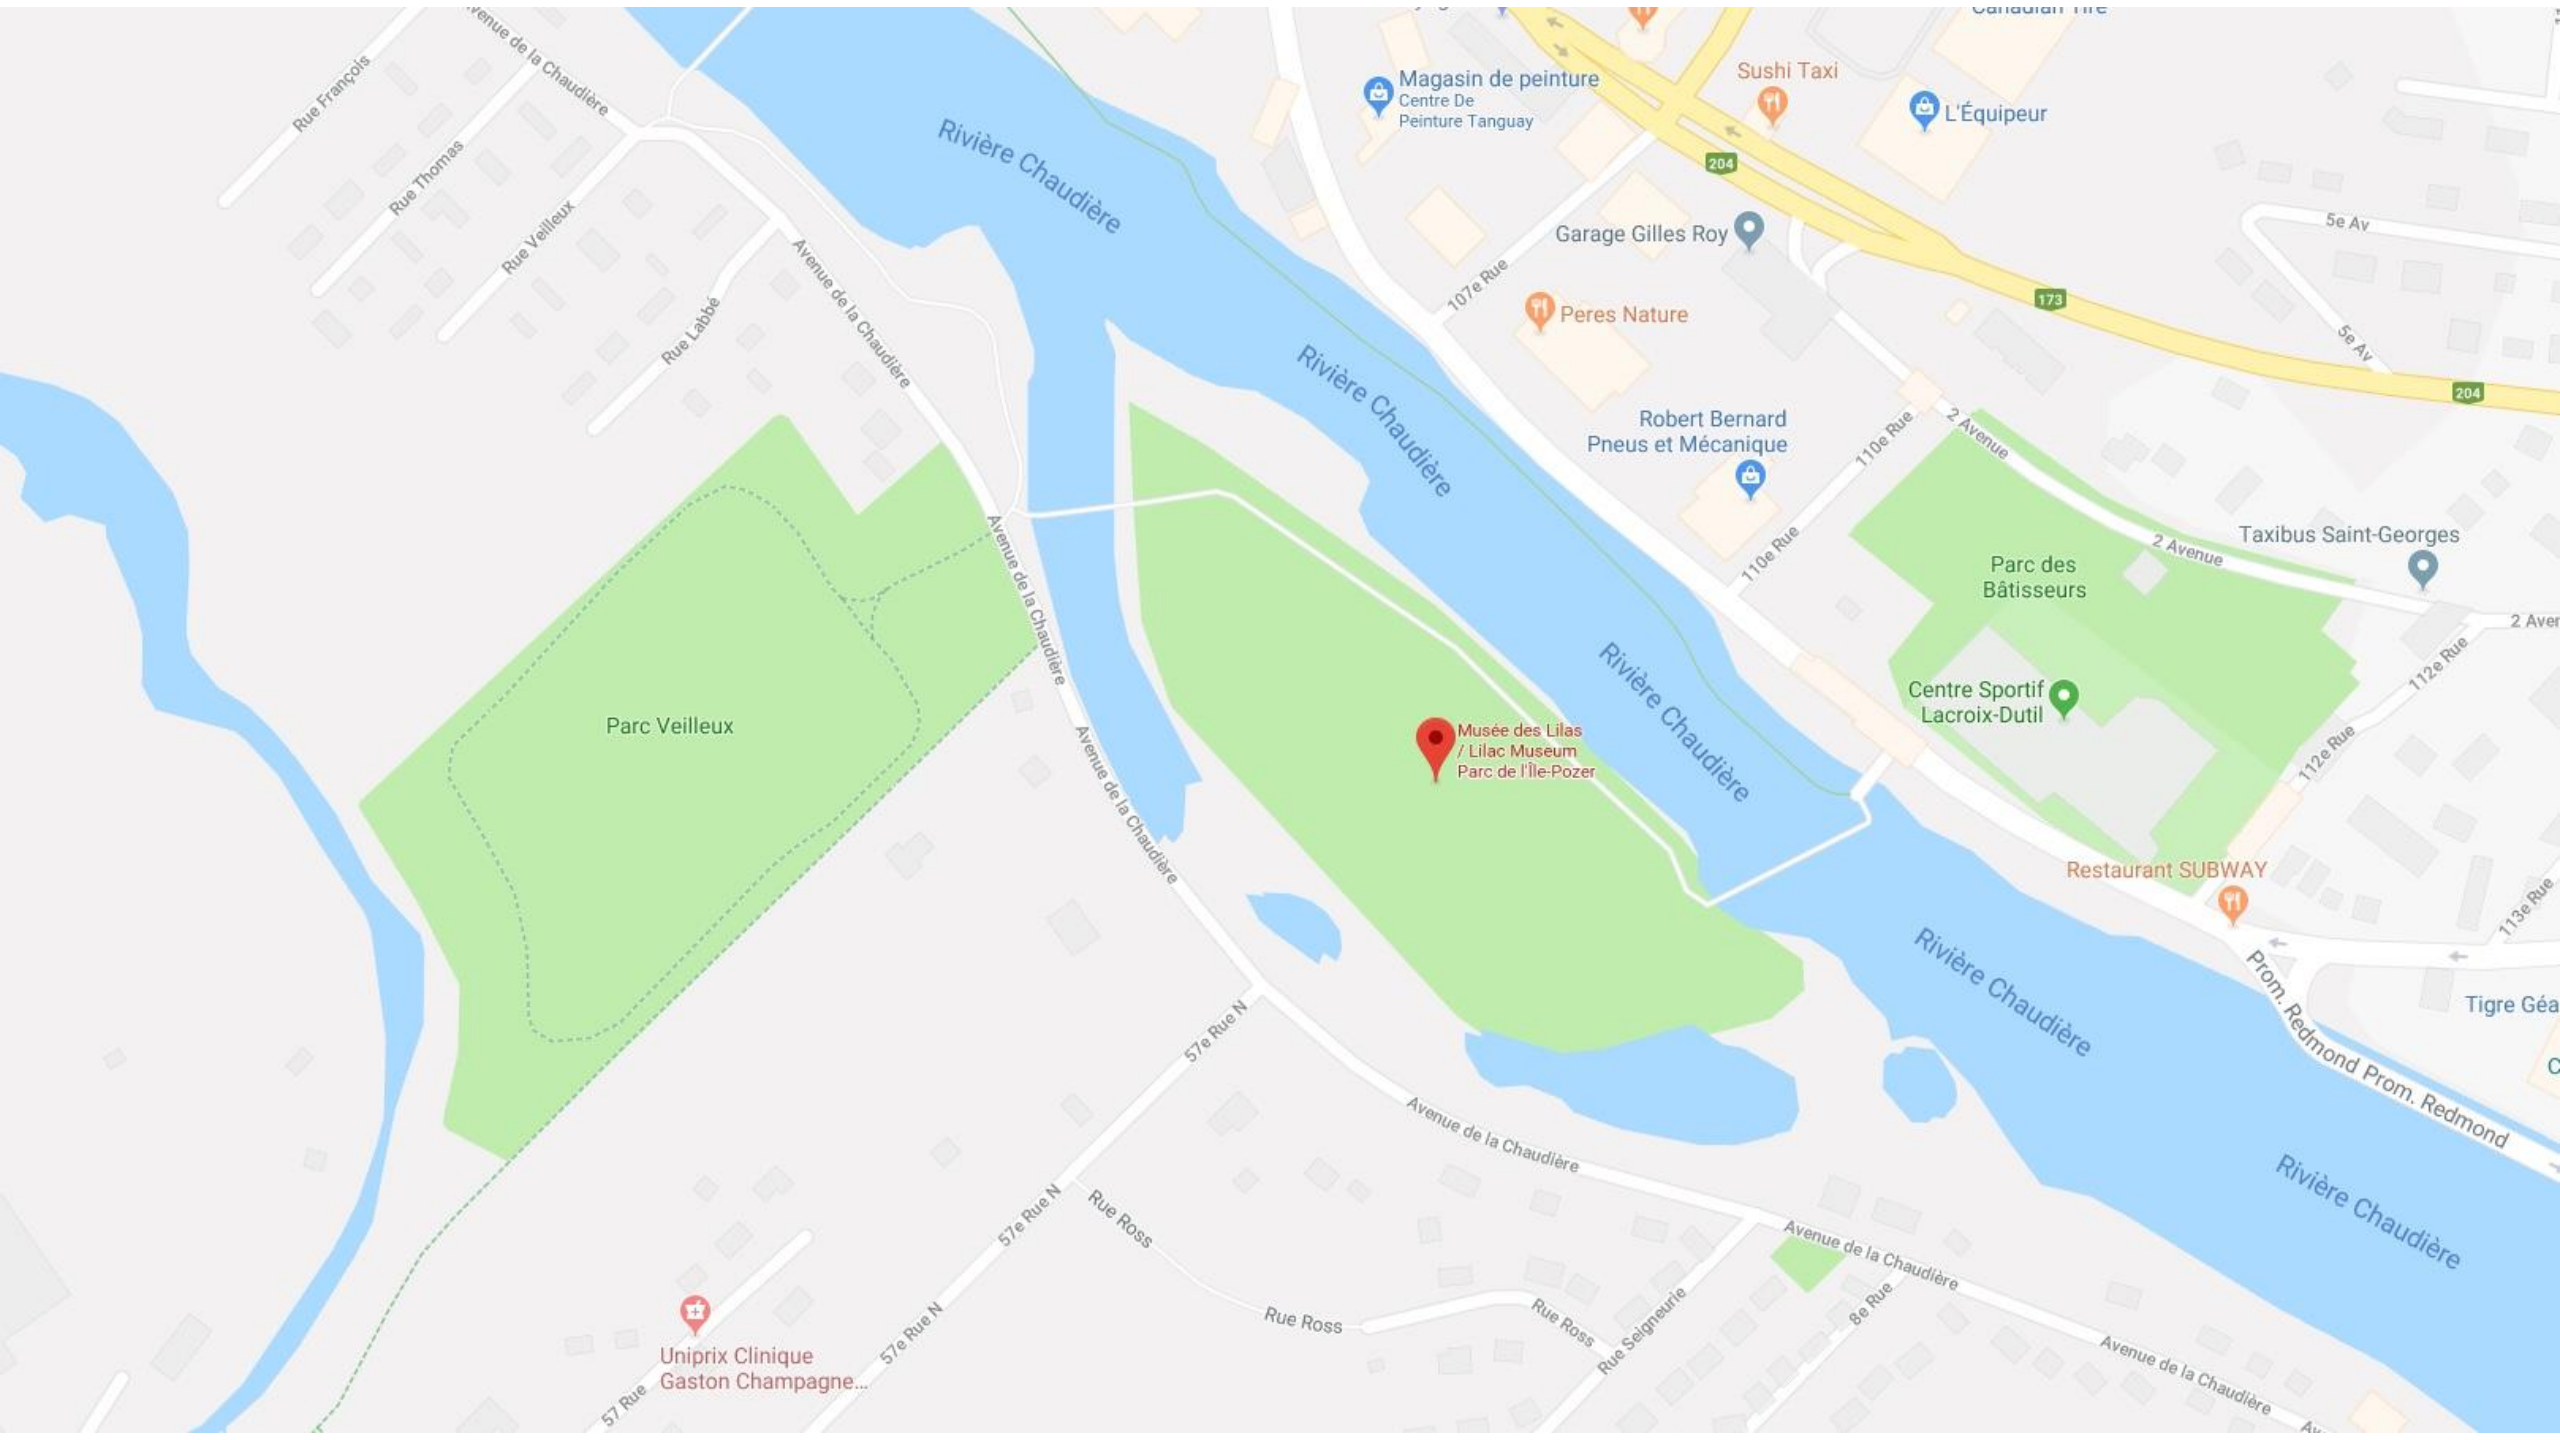 Canadian Tire
Avenue de la Chaudière
Rue François
Sushi Taxi
Magasin de peinture
Centre De
Peinture Tanguay
L'Équipeur
Rivière Chaudière
204
Rue Thomas
Rue Veilleux
Garage Gilles Roy
5e Av
107e Rue
173
Avenue de la Chaudière
Peres Nature
Rue Labbé
5e Av
204
Rivière Chaudière
Robert Bernard
Pneus et Mécanique
110e Rue
2 Avenue
Taxibus Saint-Georges
2 Avenue
110e Rue
Parc des
Bâtisseurs
Avenue de la Chaudière
2 Aven
112e Rue
Rivière Chaudière
Centre Sportif
Lacroix-Dutil
Parc Veilleux
Musée des Lilas
/ Lilac Museum
Parc de l'Île-Pozer
112e Rue
Avenue de la Chaudière
Restaurant SUBWAY
113e Rue
Rivière Chaudière
Prom. Redmond
Tigre Géa
57e Rue N
C
Prom. Redmond
Avenue de la Chaudière
Rivière Chaudière
57e Rue N
Rue Ross
Avenue de la Chaudière
Rue Ross
Rue Ross
Rue Seigneurie
8e Rue
57e Rue N
Uniprix Clinique
Gaston Champagne...
57 Rue
Avenue de la Chaudière
Av